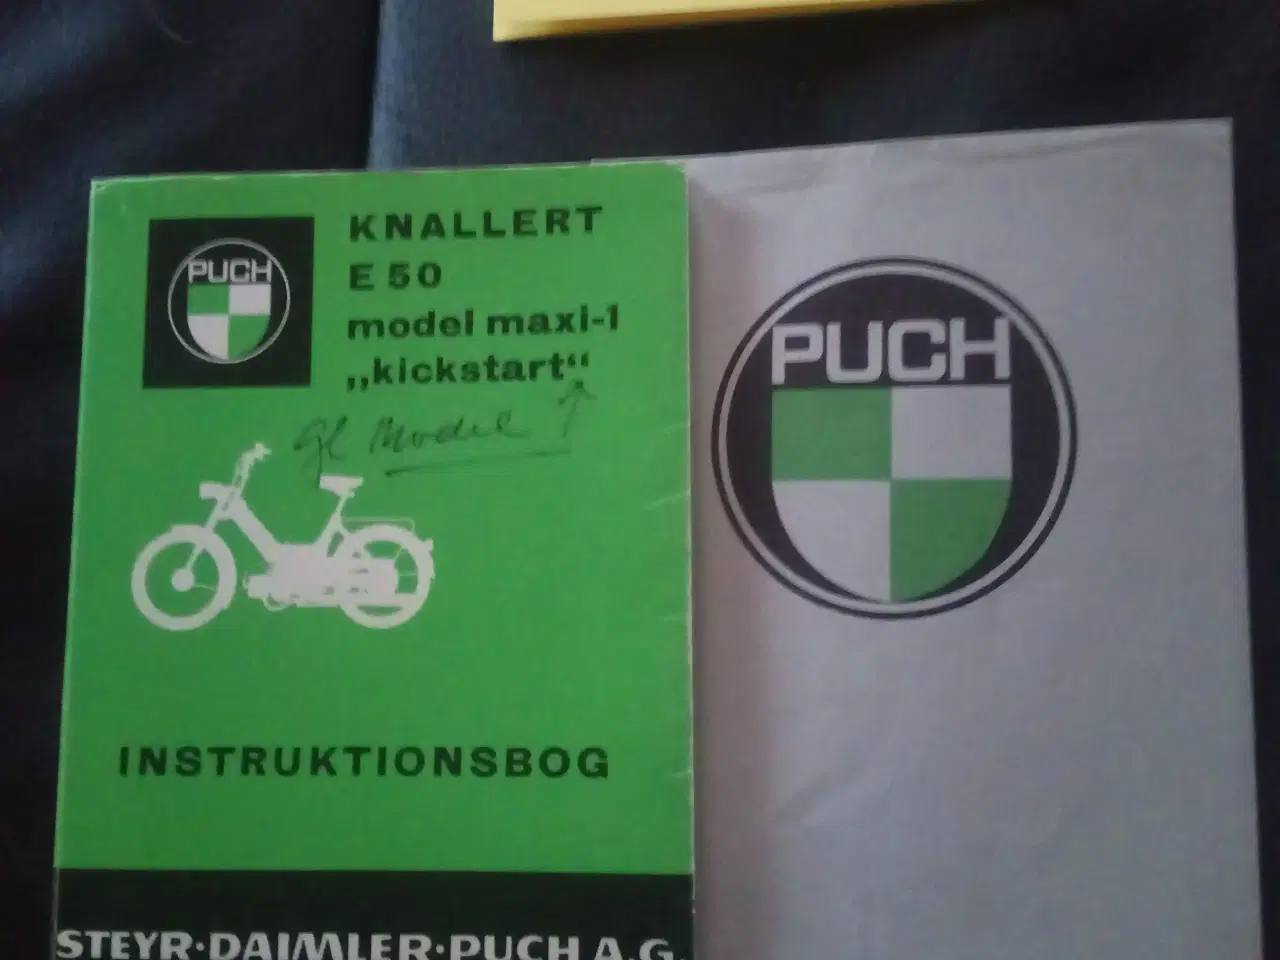 PUCH
KNALLERT
E 50
model maxi-1
„kickstart“
Gl Model
INSTRUKTIONSBOG
STEYR·DAIMLER·PUCH A.G.
PUCH